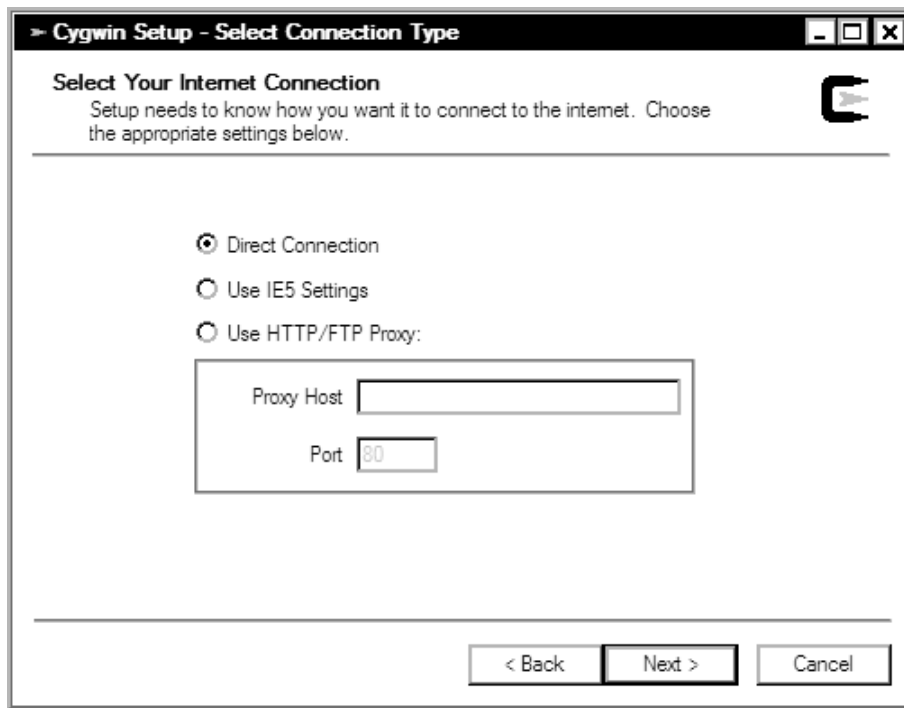 Cygwin Setup - Select Connection Type
Select Your Internet Connection
Setup needs to know how you want it to connect to the internet. Choose
the appropriate settings below.
Direct Connection
Use IE5 Settings
Use HTTP/FTP Proxy:
Proxy Host
Port 80
< Back Next > Cancel